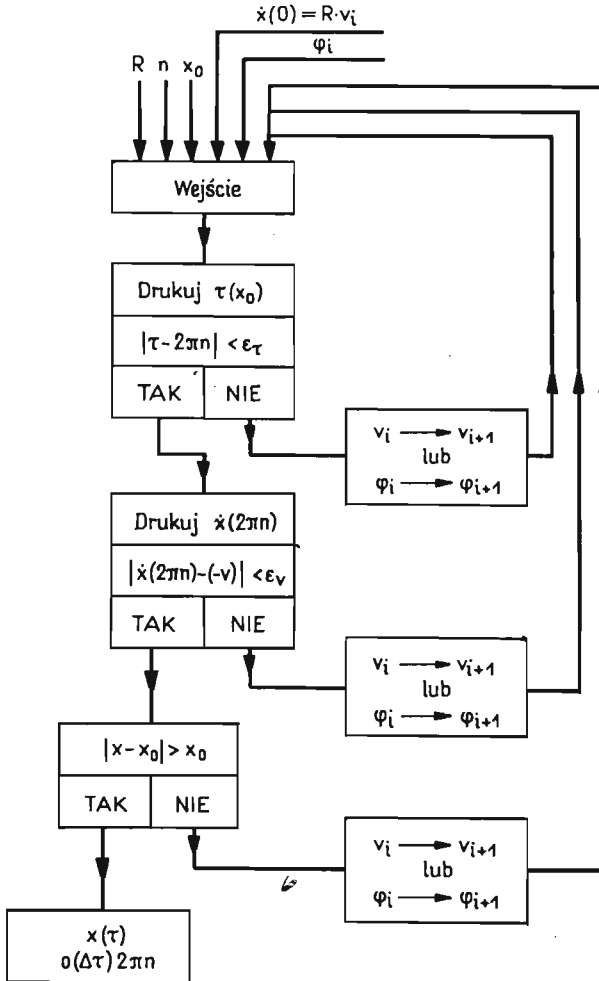 ẋ(0) = R·vᵢ
φᵢ
R n x₀
Wejście
Drukuj τ(x₀)
|τ-2πn| < ε_τ
TAK NIE
vᵢ → vᵢ₊₁
lub
φᵢ → φᵢ₊₁
Drukuj ẋ(2πn)
|ẋ(2πn)-(-v)| < ε_v
TAK NIE
vᵢ → vᵢ₊₁
lub
φᵢ → φᵢ₊₁
|x-x₀| > x₀
TAK NIE
vᵢ → vᵢ₊₁
lub
φᵢ → φᵢ₊₁
x(τ)
0(Δτ) 2πn